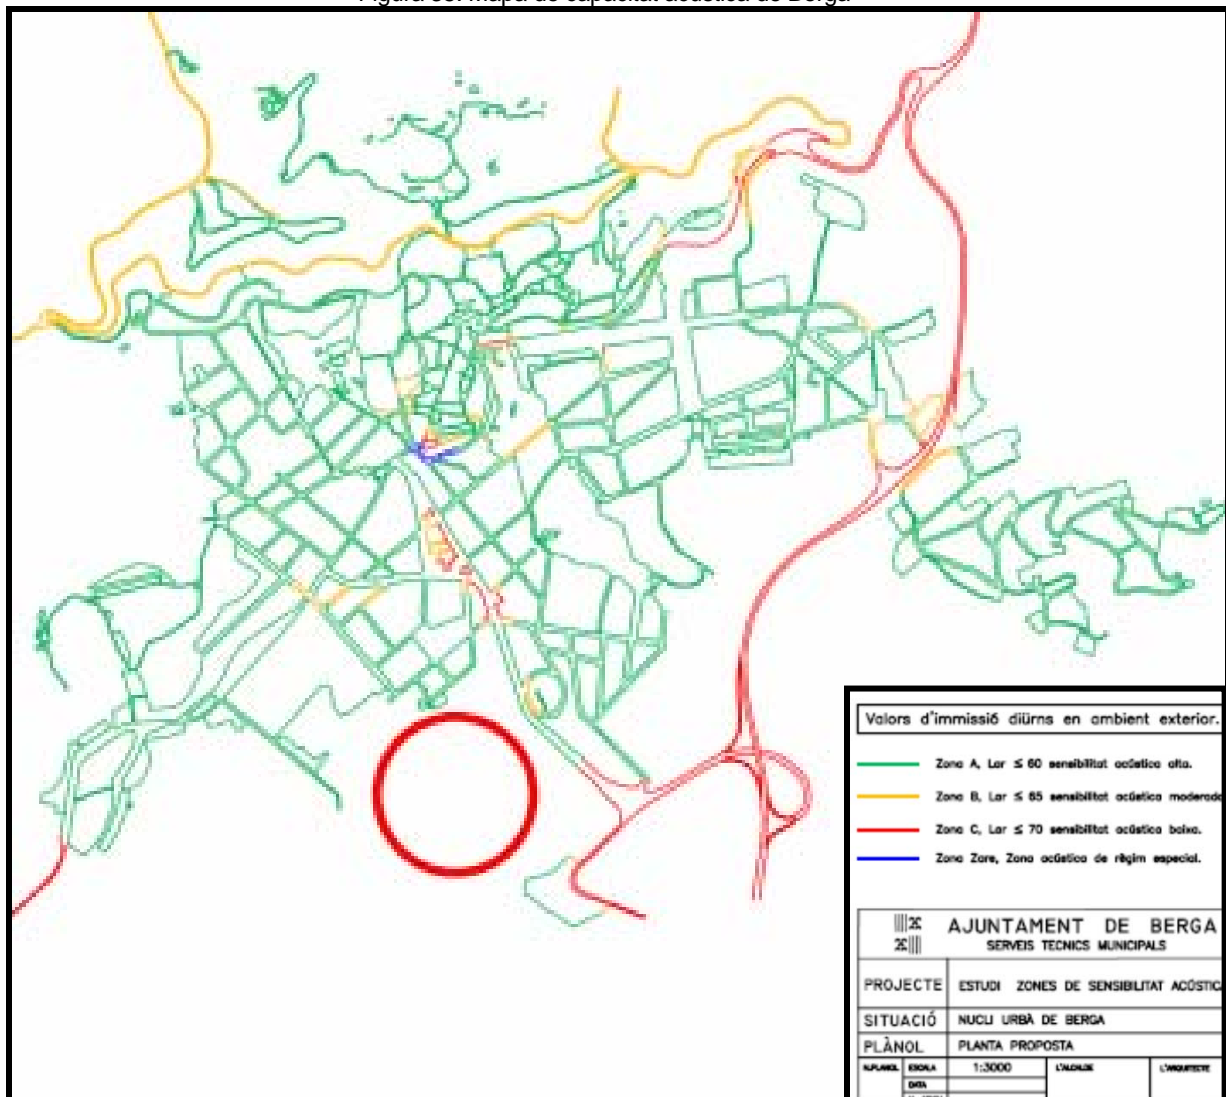 Valors d'immissió diürns en ambient exterior.
Zona A, Lar ≤ 60 sensibilitat acústica alta.
Zona B, Lar ≤ 65 sensibilitat acústica moderada
Zona C, Lar ≤ 70 sensibilitat acústica baixa.
Zona Zare, Zona acústica de règim especial.
AJUNTAMENT DE BERGA
SERVEIS TECNICS MUNICIPALS
PROJECTE ESTUDI ZONES DE SENSIBILITAT ACÚSTIC
SITUACIÓ NUCLI URBÀ DE BERGA
PLÀNOL PLANTA PROPOSTA
N.PLANOL ESCALA 1:3000 L'ALCALDE L'ARQUITECTE
DATA